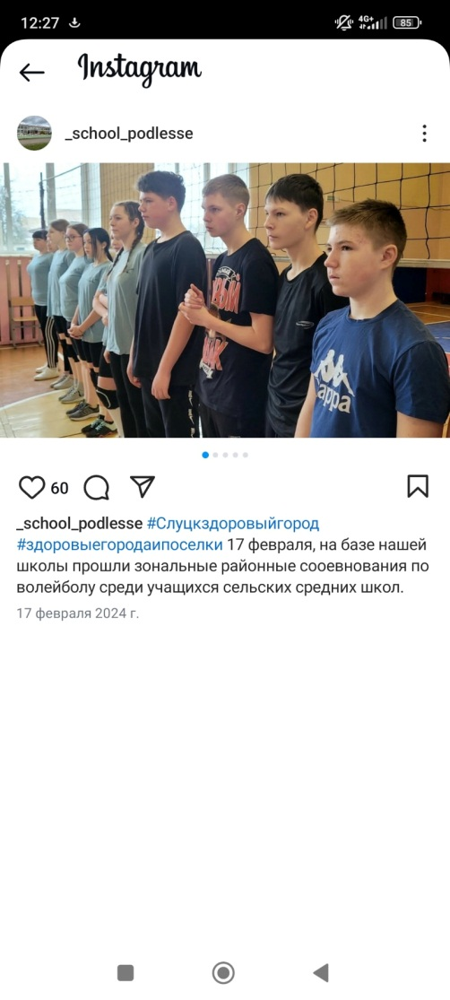 12:27
4G+
85
Instagram
_school_podlesse
appa
60
_school_podlesse #Слуцкздоровыйгород
#здоровыегородаипоселки 17 февраля, на базе нашей
школы прошли зональные районные сооевнования по
волейболу среди учащихся сельских средних школ.
17 февраля 2024 г.